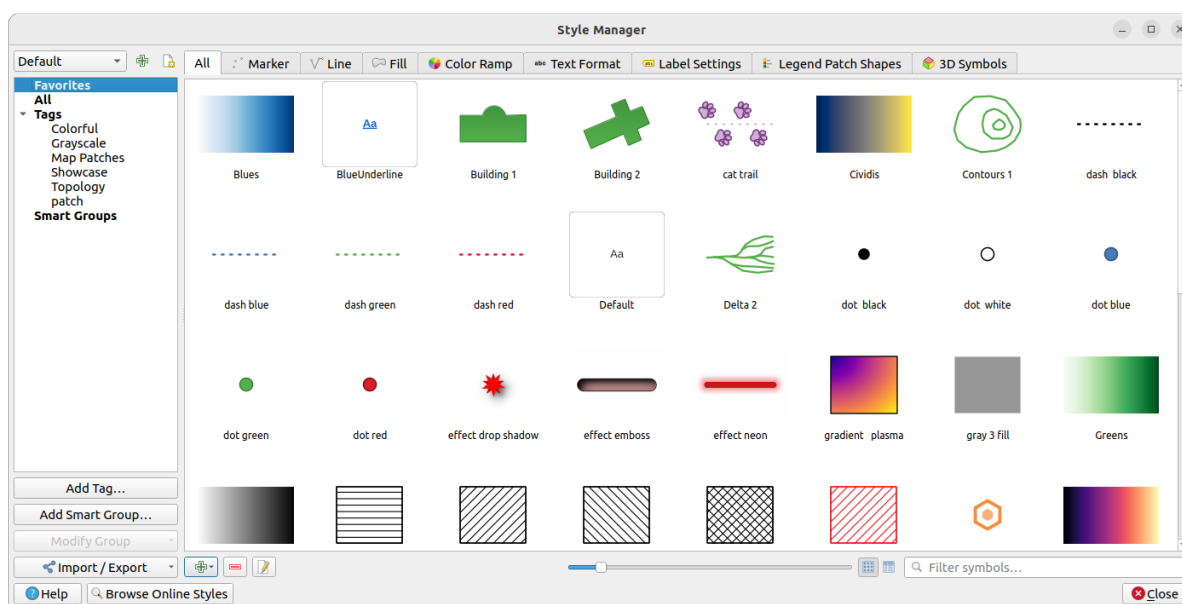 Style Manager
Default
All Marker Line Fill Color Ramp abc Text Format abc Label Settings Legend Patch Shapes 3D Symbols
Favorites
All
Tags
Colorful
Grayscale
Map Patches
Showcase
Topology
patch
Smart Groups
Aa
Blues BlueUnderline Building 1 Building 2 cat trail Cividis Contours 1 dash black
Aa
dash blue dash green dash red Default Delta 2 dot black dot white dot blue
dot green dot red effect drop shadow effect emboss effect neon gradient plasma gray 3 fill Greens
Add Tag...
Add Smart Group...
Modify Group
Import / Export Filter symbols...
Help Browse Online Styles Close